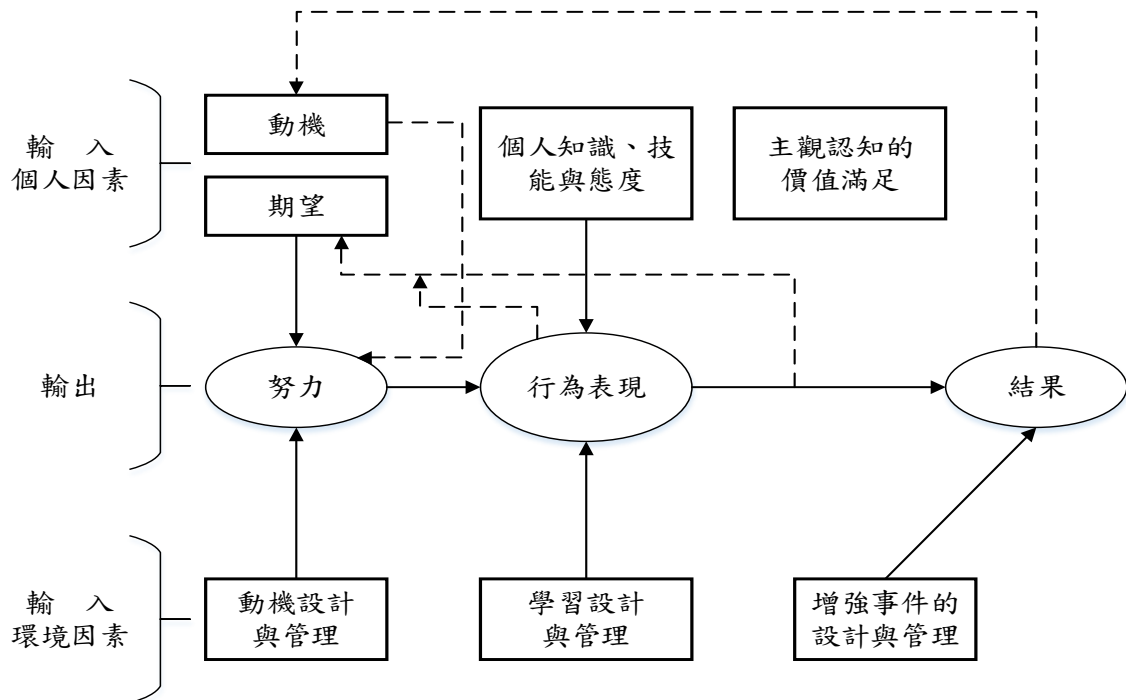 動機
輸 入
個人因素
期望
個人知識、技
能與態度
主觀認知的
價值滿足
輸出
努力
行為表現
結果
輸 入
環境因素
動機設計
與管理
學習設計
與管理
增強事件的
設計與管理